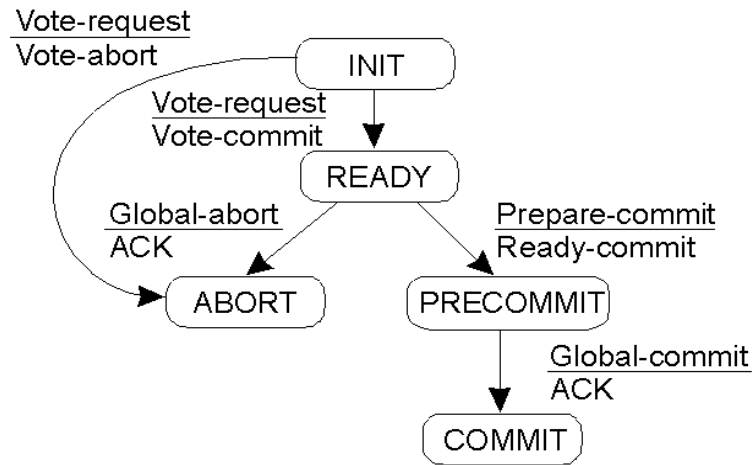 Vote-request
Vote-abort
INIT
Vote-request
Vote-commit
READY
Global-abort
ACK
Prepare-commit
Ready-commit
ABORT
PRECOMMIT
Global-commit
ACK
COMMIT